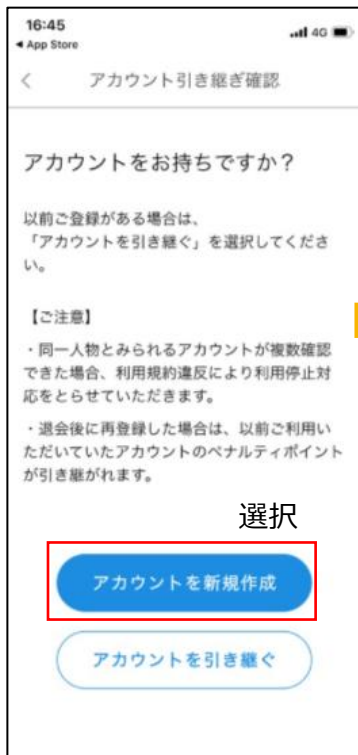 16:45
4G
◀ App Store
< アカウント引き継ぎ確認
アカウントをお持ちですか？
以前ご登録がある場合は、
「アカウントを引き継ぐ」を選択してくださ
い。
【ご注意】
・同一人物とみられるアカウントが複数確認
できた場合、利用規約違反により利用停止対
応をとらせていただきます。
・退会後に再登録した場合は、以前ご利用い
ただいていたアカウントのペナルティポイント
が引き継がれます。
選択
アカウントを新規作成
アカウントを引き継ぐ